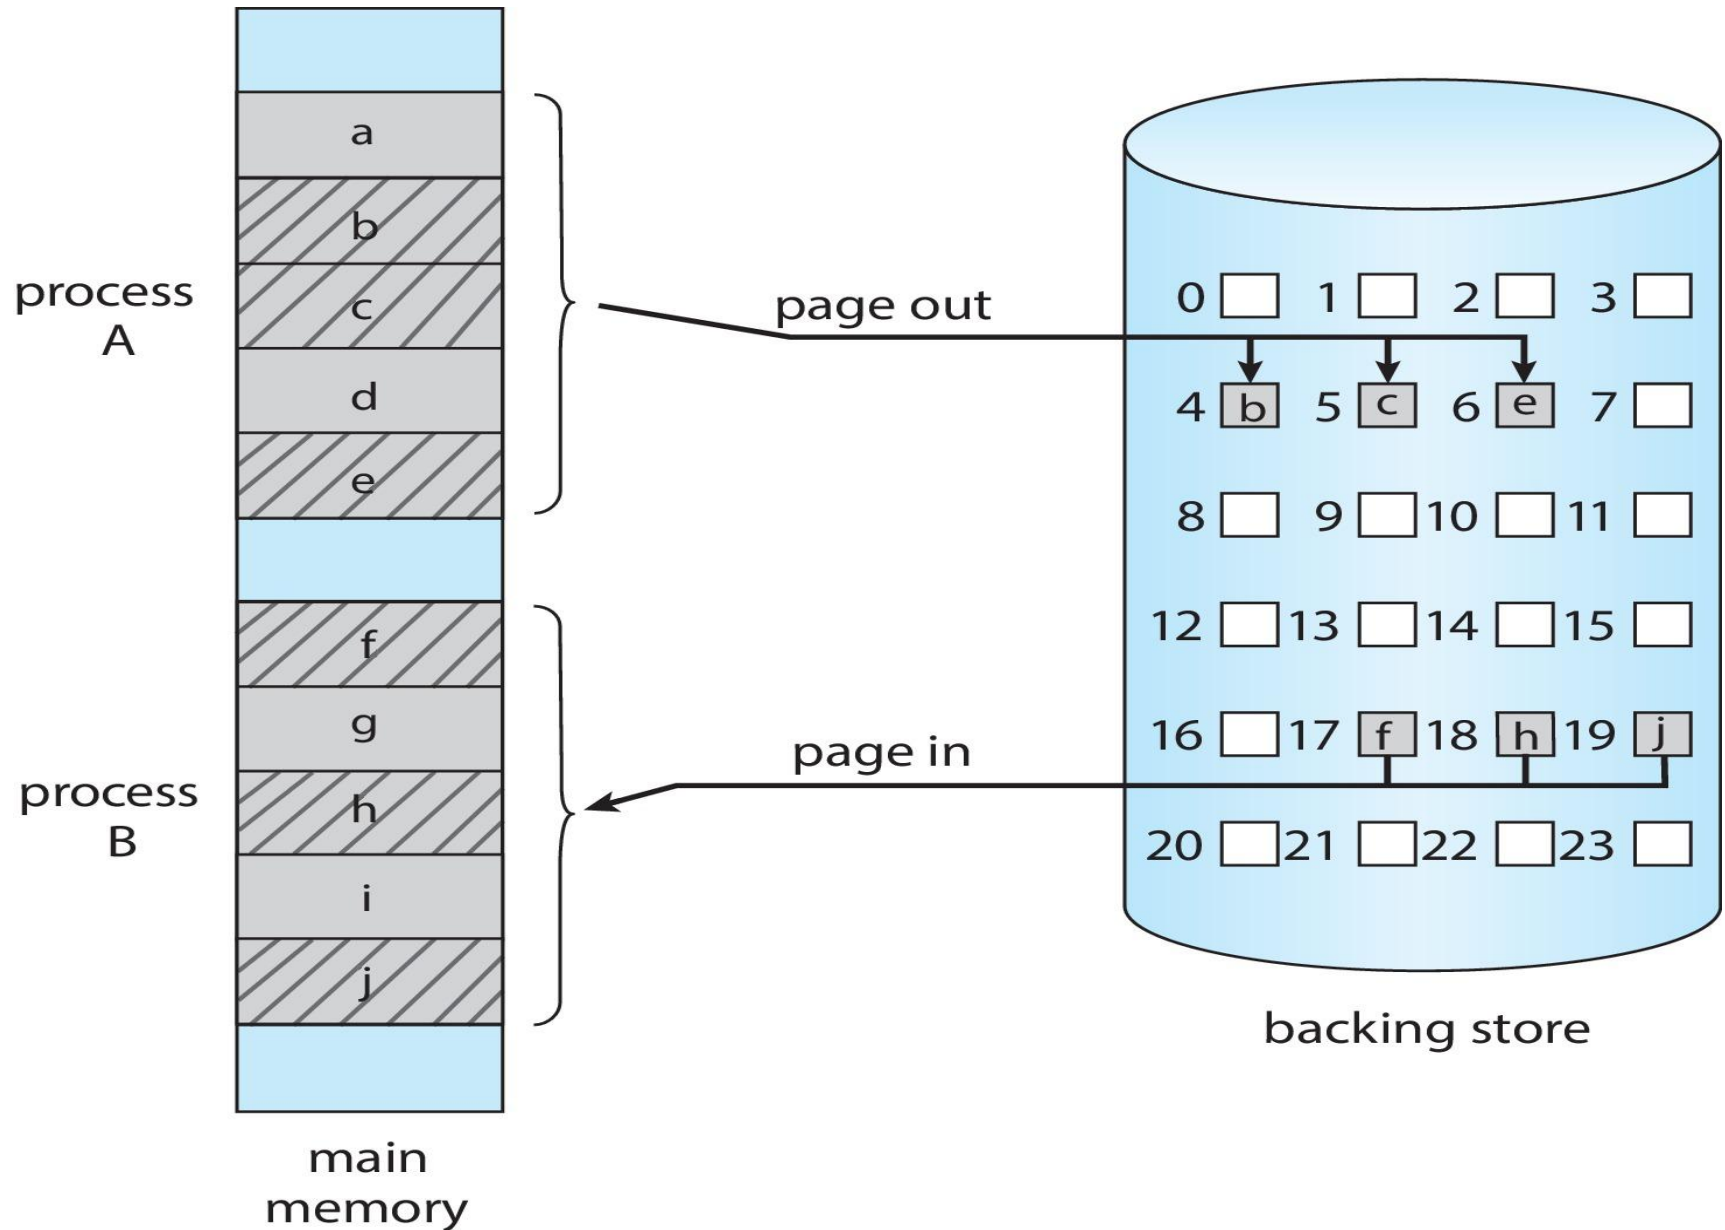 a
b
c
d
e
process
A
f
g
h
i
j
process
B
main
memory
page out
page in
0 1 2 3
4 b 5 c 6 e 7
8 9 10 11
12 13 14 15
16 17 f 18 h 19 j
20 21 22 23
backing store